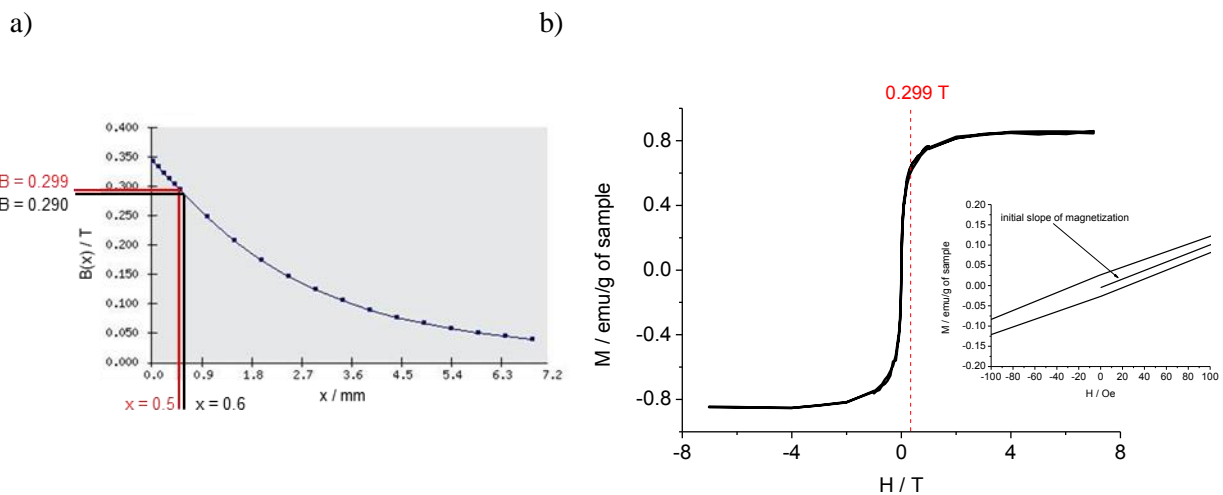 a)
b)
0.400
0.350
0.300
0.250
0.200
0.150
0.100
0.050
0.000
B(x) / T
B = 0.299
B = 0.290
0.0 0.9 1.8 2.7 3.6 4.5 5.4 6.3 7.2
x = 0.5
x = 0.6
x / mm
0.299 T
0.8
0.4
0.0
-0.4
-0.8
M / emu/g of sample
-8 -4 0 4 8
H / T
initial slope of magnetization
0.20
0.15
0.10
0.05
0.00
-0.05
-0.10
-0.15
-0.20
M / emu/g of sample
-100 -80 -60 -40 -20 0 20 40 60 80 100
H / Oe